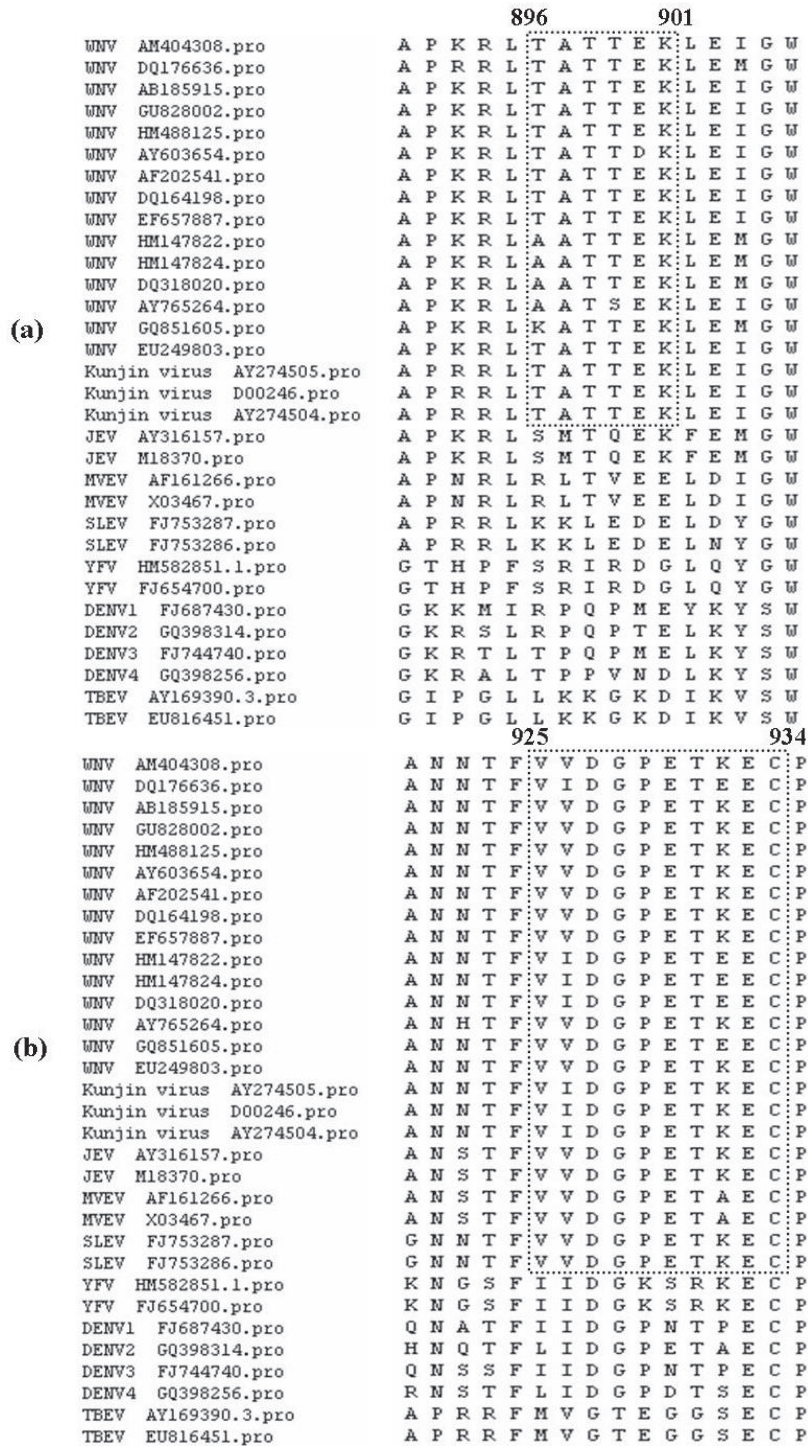 896 901
WNV AM404308.pro A P K R L T A T T E K L E I G W
WNV DQ176636.pro A P R R L T A T T E K L E M G W
WNV AB185915.pro A P K R L T A T T E K L E I G W
WNV GU828002.pro A P K R L T A T T E K L E I G W
WNV HM488125.pro A P K R L T A T T E K L E I G W
WNV AY603654.pro A P K R L T A T T D K L E I G W
WNV AF202541.pro A P K R L T A T T E K L E I G W
WNV DQ164198.pro A P K R L T A T T E K L E I G W
WNV EF657887.pro A P K R L T A T T E K L E I G W
WNV HM147822.pro A P K R L A A T T E K L E M G W
WNV HM147824.pro A P K R L A A T T E K L E M G W
WNV DQ318020.pro A P K R L A A T T E K L E M G W
WNV AY765264.pro A P K R L A A T S E K L E I G W
(a)
WNV GQ851605.pro A P K R L K A T T E K L E M G W
WNV EU249803.pro A P K R L T A T T E K L E I G W
Kunjin virus AY274505.pro A P R R L T A T T E K L E I G W
Kunjin virus D00246.pro A P R R L T A T T E K L E I G W
Kunjin virus AY274504.pro A P R R L T A T T E K L E I G W
JEV AY316157.pro A P K R L S M T Q E K F E M G W
JEV M18370.pro A P K R L S M T Q E K F E M G W
MVEV AF161266.pro A P N R L R L T V E E L D I G W
MVEV X03467.pro A P N R L R L T V E E L D I G W
SLEV FJ753287.pro A P R R L K K L E D E L D Y G W
SLEV FJ753286.pro A P R R L K K L E D E L N Y G W
YFV HM582851.1.pro G T H P F S R I R D G L Q Y G W
YFV FJ654700.pro G T H P F S R I R D G L Q Y G W
DENV1 FJ687430.pro G K K M I R P Q P M E Y K Y S W
DENV2 GQ398314.pro G K R S L R P Q P T E L K Y S W
DENV3 FJ744740.pro G K R T L T P Q P M E L K Y S W
DENV4 GQ398256.pro G K R A L T P P V N D L K Y S W
TBEV AY169390.3.pro G I P G L L K K G K D I K V S W
TBEV EU816451.pro G I P G L L K K G K D I K V S W
925 934
WNV AM404308.pro A N N T F V V D G P E T K E C P
WNV DQ176636.pro A N N T F V I D G P E T E E C P
WNV AB185915.pro A N N T F V V D G P E T K E C P
WNV GU828002.pro A N N T F V V D G P E T K E C P
WNV HM488125.pro A N N T F V V D G P E T K E C P
WNV AY603654.pro A N N T F V V D G P E T K E C P
WNV AF202541.pro A N N T F V V D G P E T K E C P
WNV DQ164198.pro A N N T F V V D G P E T K E C P
WNV EF657887.pro A N N T F V V D G P E T K E C P
WNV HM147822.pro A N N T F V I D G P E T E E C P
WNV HM147824.pro A N N T F V I D G P E T E E C P
WNV DQ318020.pro A N N T F V I D G P E T E E C P
WNV AY765264.pro A N H T F V V D G P E T K E C P
(b)
WNV GQ851605.pro A N N T F V V D G P E T E E C P
WNV EU249803.pro A N N T F V V D G P E T K E C P
Kunjin virus AY274505.pro A N N T F V I D G P E T K E C P
Kunjin virus D00246.pro A N N T F V I D G P E T K E C P
Kunjin virus AY274504.pro A N N T F V I D G P E T K E C P
JEV AY316157.pro A N S T F V V D G P E T K E C P
JEV M18370.pro A N S T F V V D G P E T K E C P
MVEV AF161266.pro A N S T F V V D G P E T A E C P
MVEV X03467.pro A N S T F V V D G P E T A E C P
SLEV FJ753287.pro G N N T F V V D G P E T K E C P
SLEV FJ753286.pro G N N T F V V D G P E T K E C P
YFV HM582851.1.pro K N G S F I I D G K S R K E C P
YFV FJ654700.pro K N G S F I I D G K S R K E C P
DENV1 FJ687430.pro Q N A T F I I D G P N T P E C P
DENV2 GQ398314.pro H N Q T F L I D G P E T A E C P
DENV3 FJ744740.pro Q N S S F I I D G P N T P E C P
DENV4 GQ398256.pro R N S T F L I D G P D T S E C P
TBEV AY169390.3.pro A P R R F M V G T E G G S E C P
TBEV EU816451.pro A P R R F M V G T E G G S E C P